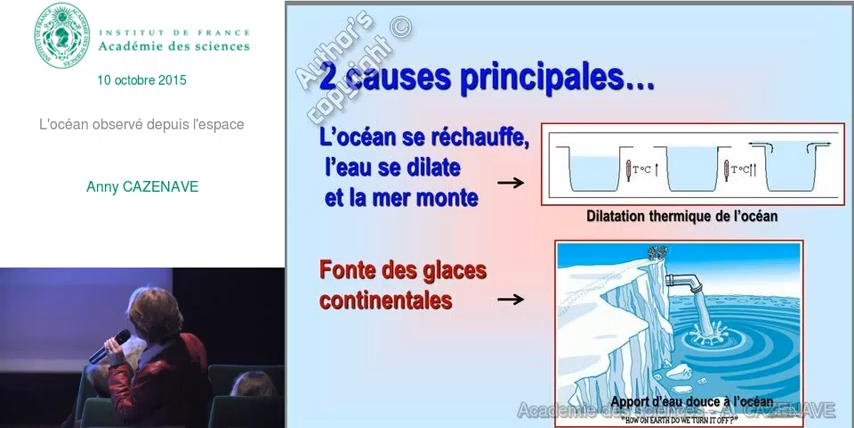 INSTITUT DE FRANCE
Académie des sciences
10 octobre 2015
L'océan observé depuis l'espace
Anny CAZENAVE
Author's
copyright ©
2 causes principales…
L'océan se réchauffe,
l'eau se dilate
et la mer monte
T°C
T°C
Dilatation thermique de l'océan
Fonte des glaces
continentales
Apport d'eau douce à l'océan
Academie des sciences - A. CAZENAVE
"HOW ON EARTH DO WE TURN IT OFF?"